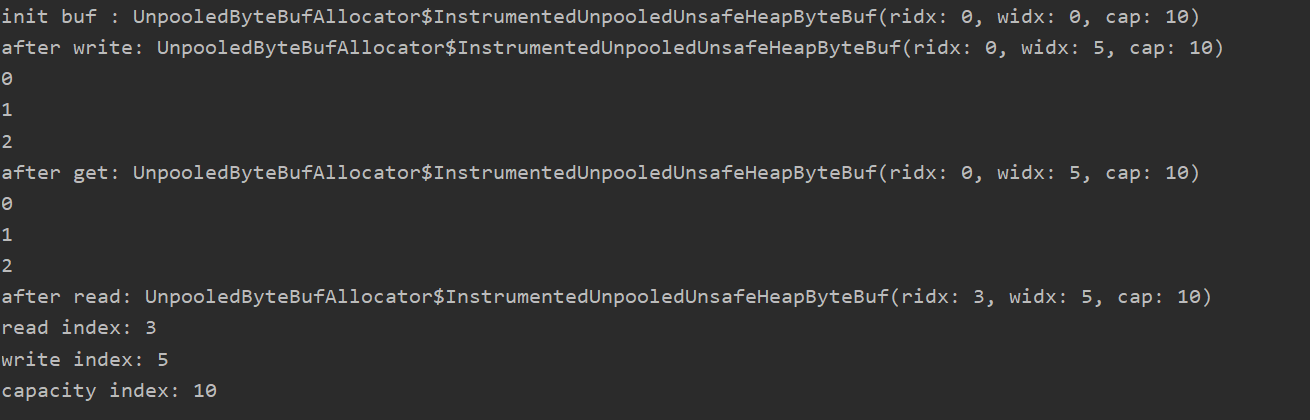 init buf : UnpooledByteBufAllocator$InstrumentedUnpooledUnsafeHeapByteBuf(ridx: 0, widx: 0, cap: 10)
after write: UnpooledByteBufAllocator$InstrumentedUnpooledUnsafeHeapByteBuf(ridx: 0, widx: 5, cap: 10)
0
1
2
after get: UnpooledByteBufAllocator$InstrumentedUnpooledUnsafeHeapByteBuf(ridx: 0, widx: 5, cap: 10)
0
1
2
after read: UnpooledByteBufAllocator$InstrumentedUnpooledUnsafeHeapByteBuf(ridx: 3, widx: 5, cap: 10)
read index: 3
write index: 5
capacity index: 10